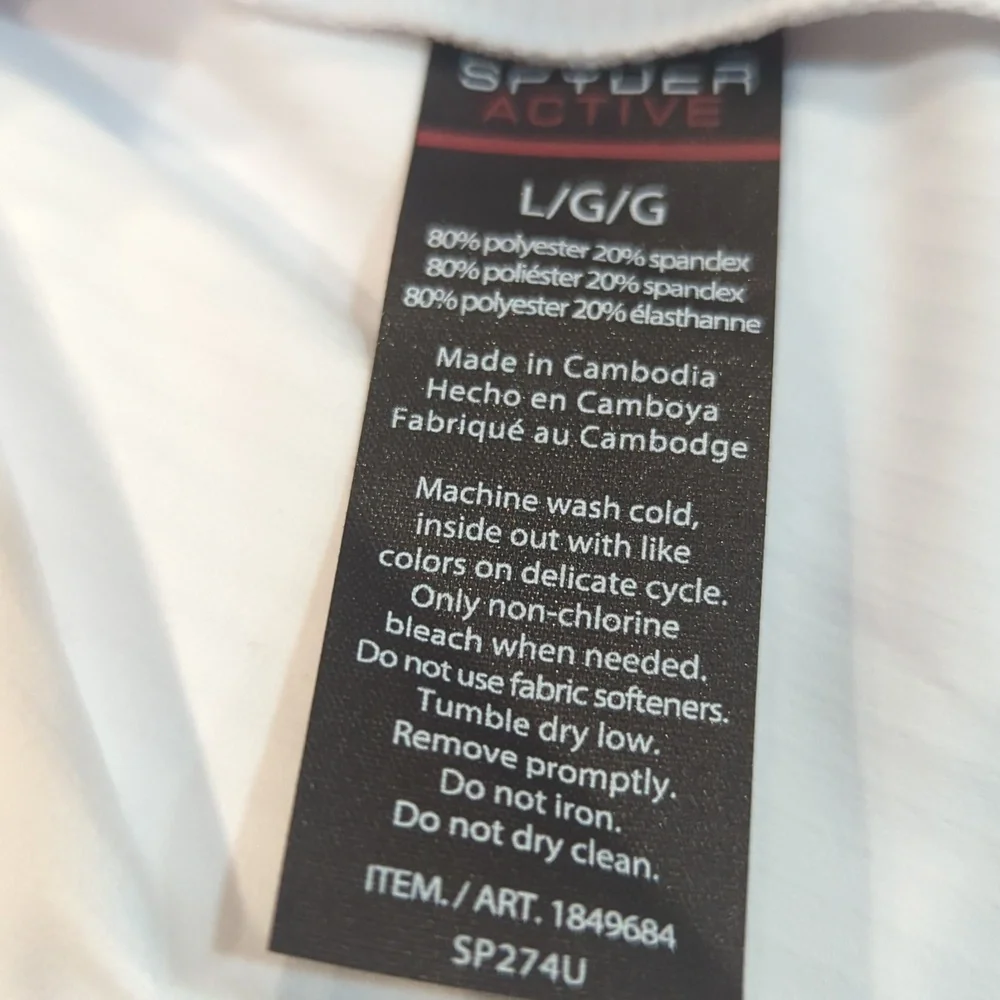 SPYDER
ACTIVE
L/G/G
80% polyester 20% spandex
80% poliéster 20% spandex
80% polyester 20% élasthanne
Made in Cambodia
Hecho en Camboya
Fabriqué au Cambodge
Machine wash cold,
inside out with like
colors on delicate cycle.
Only non-chlorine
bleach when needed.
Do not use fabric softeners.
Tumble dry low.
Remove promptly.
Do not iron.
Do not dry clean.
ITEM. / ART. 1849684
SP274U